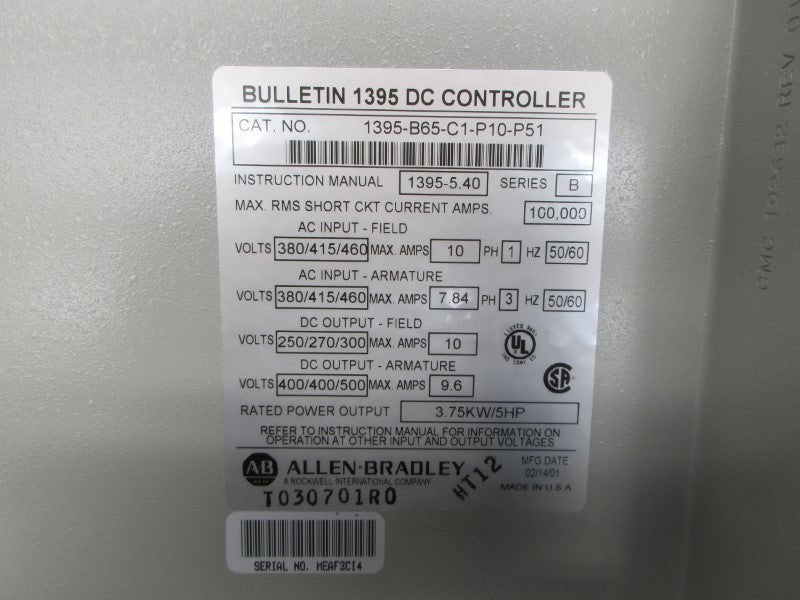 BULLETIN 1395 DC CONTROLLER
CAT. NO. 1395-B65-C1-P10-P51
INSTRUCTION MANUAL 1395-5.40 SERIES B
MAX. RMS SHORT CKT CURRENT AMPS. 100,000
AC INPUT - FIELD
VOLTS 380/415/460 MAX. AMPS 10 PH 1 HZ 50/60
AC INPUT - ARMATURE
VOLTS 380/415/460 MAX. AMPS 7.84 PH 3 HZ 50/60
DC OUTPUT - FIELD
VOLTS 250/270/300 MAX. AMPS 10
DC OUTPUT - ARMATURE
VOLTS 400/400/500 MAX. AMPS 9.6
RATED POWER OUTPUT 3.75KW/5HP
REFER TO INSTRUCTION MANUAL FOR INFORMATION ON
OPERATION AT OTHER INPUT AND OUTPUT VOLTAGES
UL
SA
AB ALLEN-BRADLEY
A ROCKWELL INTERNATIONAL COMPANY
MFG DATE
02/14/01
MADE IN U.S.A
HT12
T030701R0
SERIAL NO. MEAF3CI4